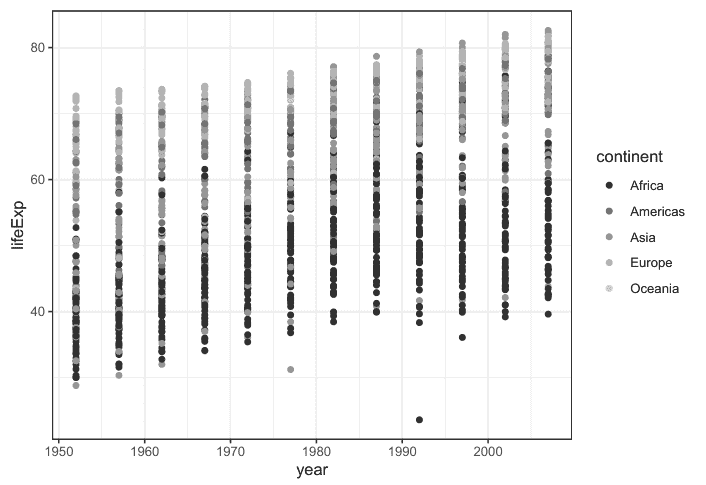 80
60
40
lifeExp
1950 1960 1970 1980 1990 2000
year
continent
Africa
Americas
Asia
Europe
Oceania